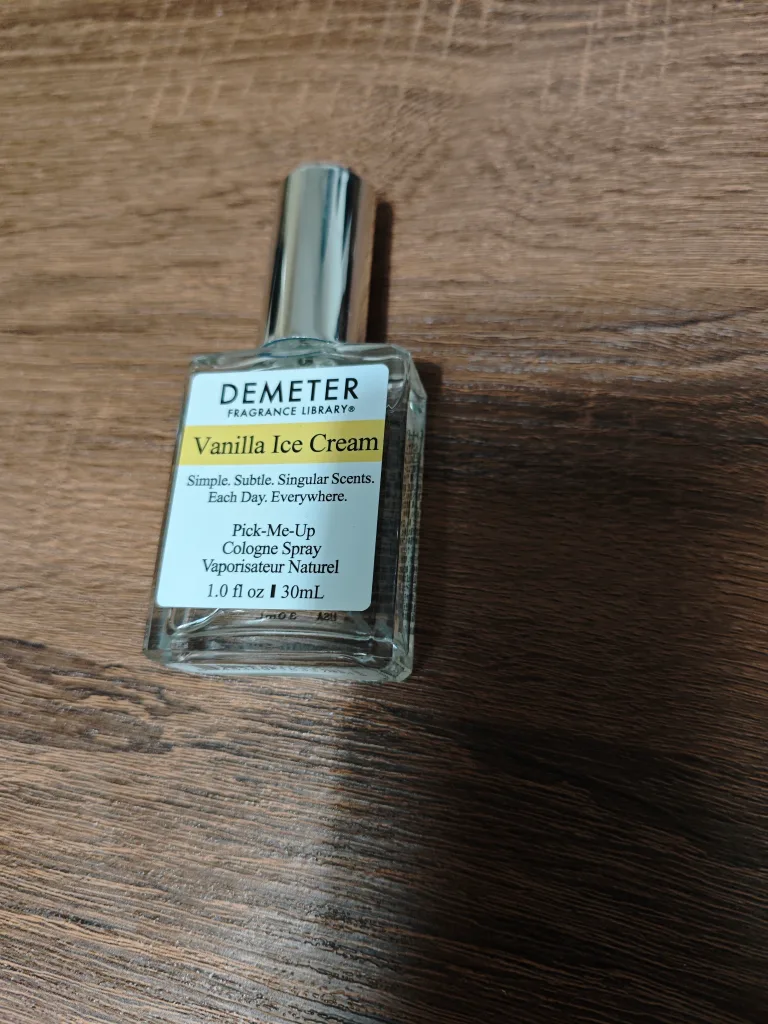 DEMETER
FRAGRANCE LIBRARY®
Vanilla Ice Cream
Simple. Subtle. Singular Scents.
Each Day. Everywhere.
Pick-Me-Up
Cologne Spray
Vaporisateur Naturel
1.0 fl oz ▮ 30mL